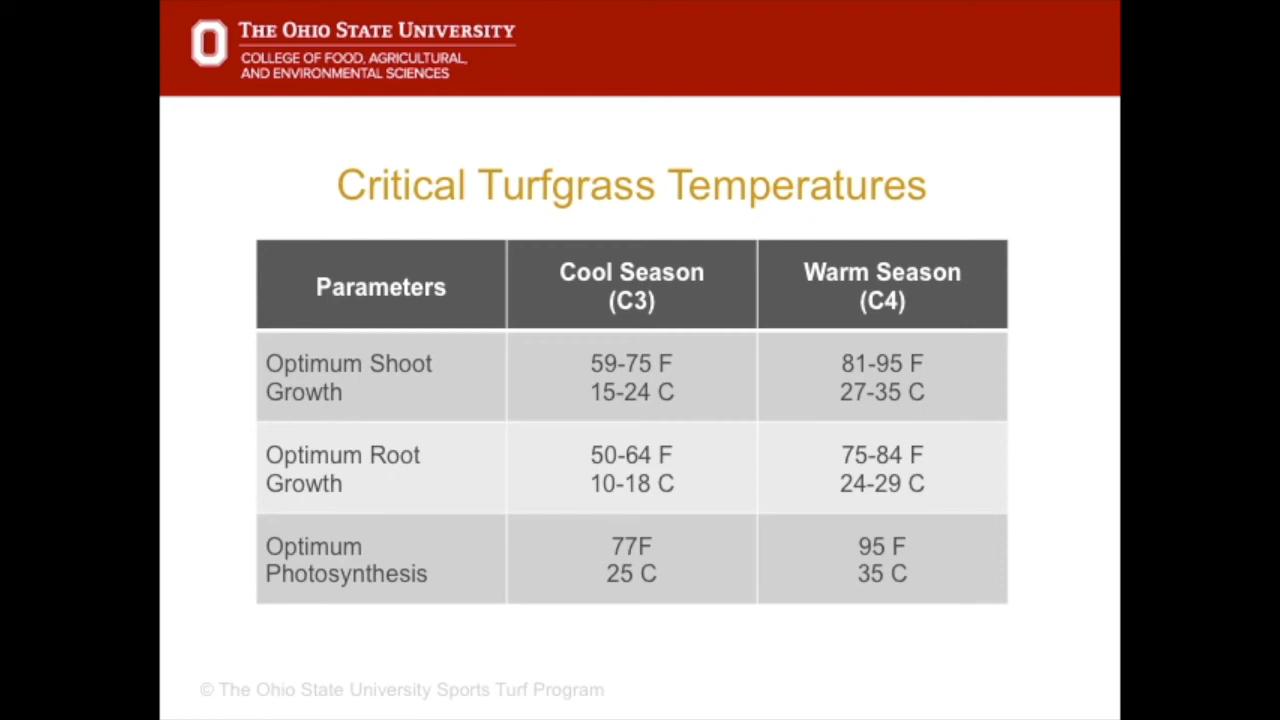 THE OHIO STATE UNIVERSITY
COLLEGE OF FOOD, AGRICULTURAL,
AND ENVIRONMENTAL SCIENCES
Critical Turfgrass Temperatures
Parameters
Cool Season
(C3)
Warm Season
(C4)
Optimum Shoot
Growth
59-75 F
15-24 C
81-95 F
27-35 C
Optimum Root
Growth
50-64 F
10-18 C
75-84 F
24-29 C
Optimum
Photosynthesis
77F
25 C
95 F
35 C
© The Ohio State University Sports Turf Program